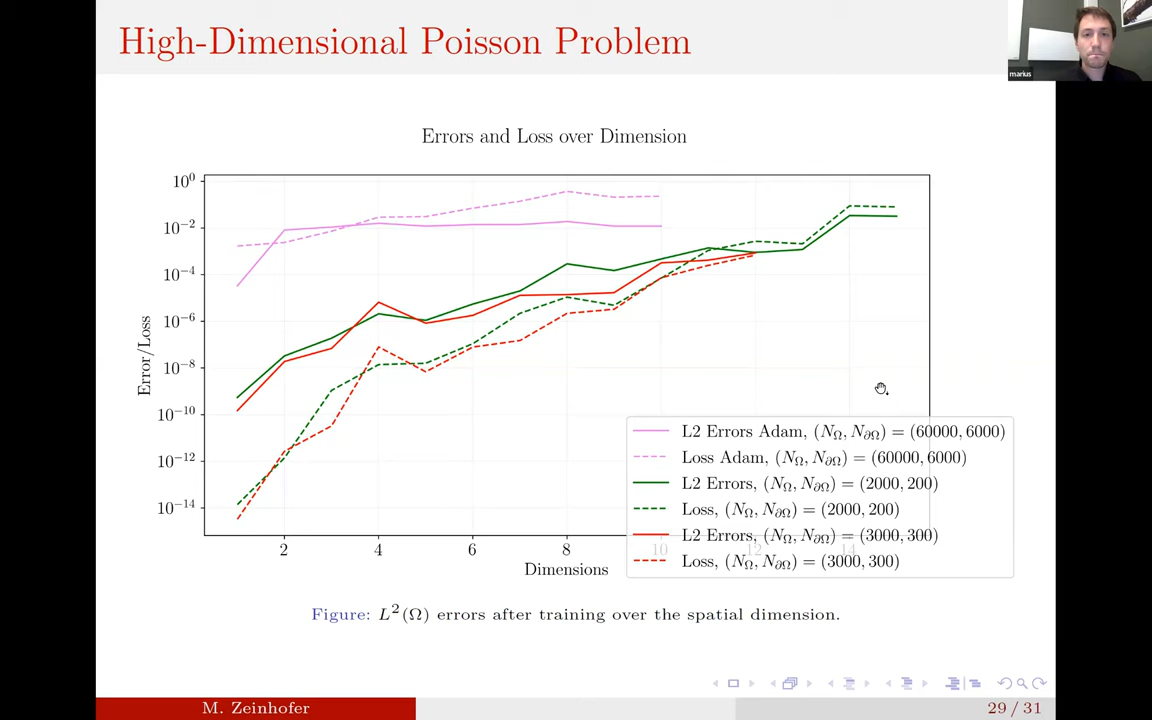 High-Dimensional Poisson Problem
marius
Errors and Loss over Dimension
Error/Loss
10⁰
10⁻²
10⁻⁴
10⁻⁶
10⁻⁸
10⁻¹⁰
10⁻¹²
10⁻¹⁴
L2 Errors Adam, (N_Ω, N_∂Ω) = (60000, 6000)
Loss Adam, (N_Ω, N_∂Ω) = (60000, 6000)
L2 Errors, (N_Ω, N_∂Ω) = (2000, 200)
Loss, (N_Ω, N_∂Ω) = (2000, 200)
L2 Errors, (N_Ω, N_∂Ω) = (3000, 300)
Loss, (N_Ω, N_∂Ω) = (3000, 300)
2 4 6 8 10 12 14
Dimensions
Figure: L²(Ω) errors after training over the spatial dimension.
M. Zeinhofer
29 / 31